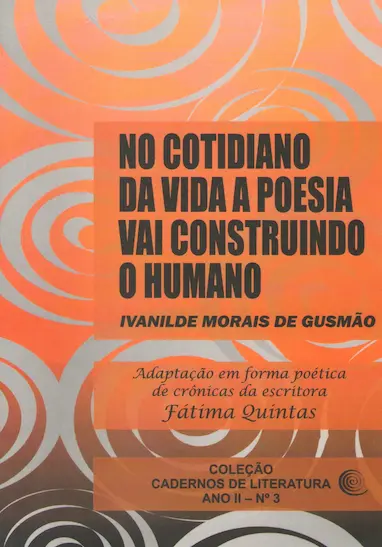 NO COTIDIANO
DA VIDA A POESIA
VAI CONSTRUINDO
O HUMANO
IVANILDE MORAIS DE GUSMÃO
Adaptação em forma poética
de crônicas da escritora
Fátima Quintas
COLEÇÃO
CADERNOS DE LITERATURA
ANO II – Nº 3